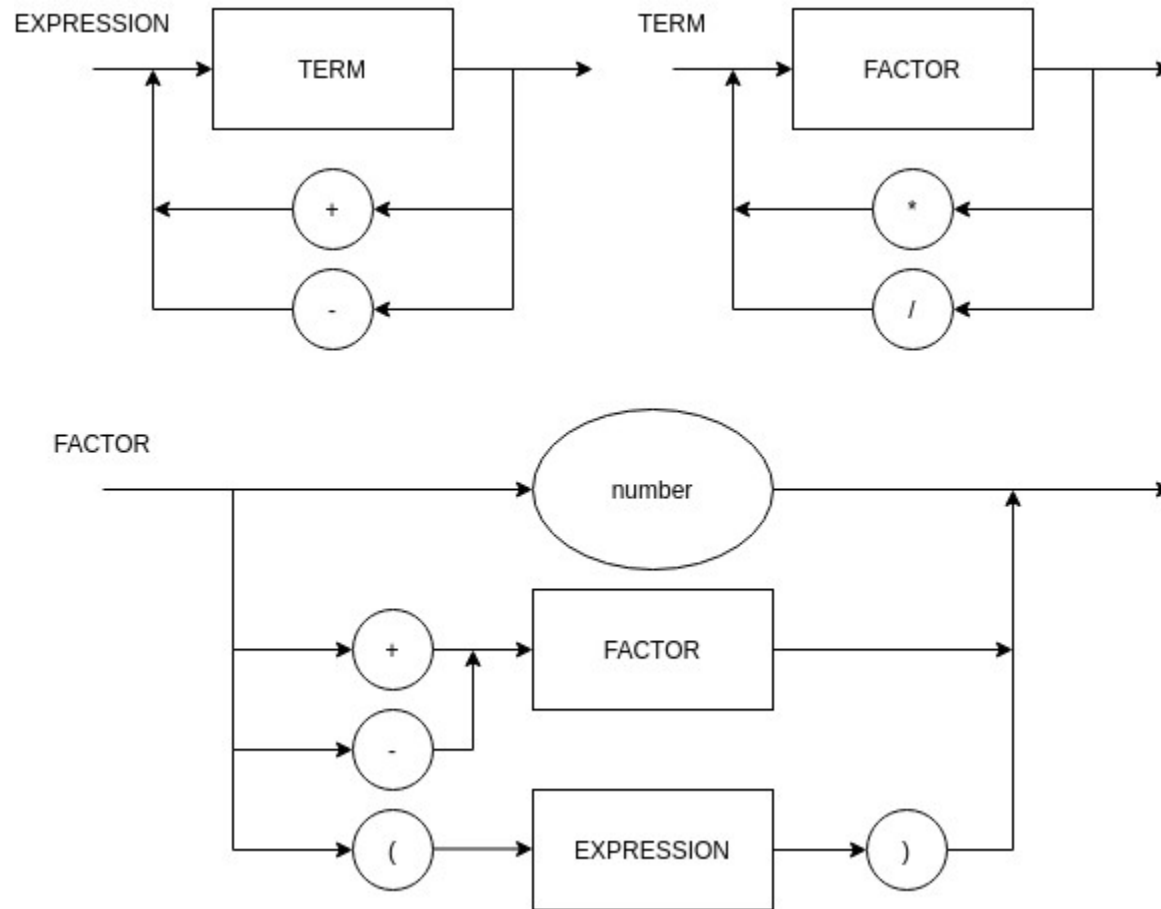 EXPRESSION
TERM
+
-
TERM
FACTOR
*
/
FACTOR
number
+
FACTOR
-
(
EXPRESSION
)